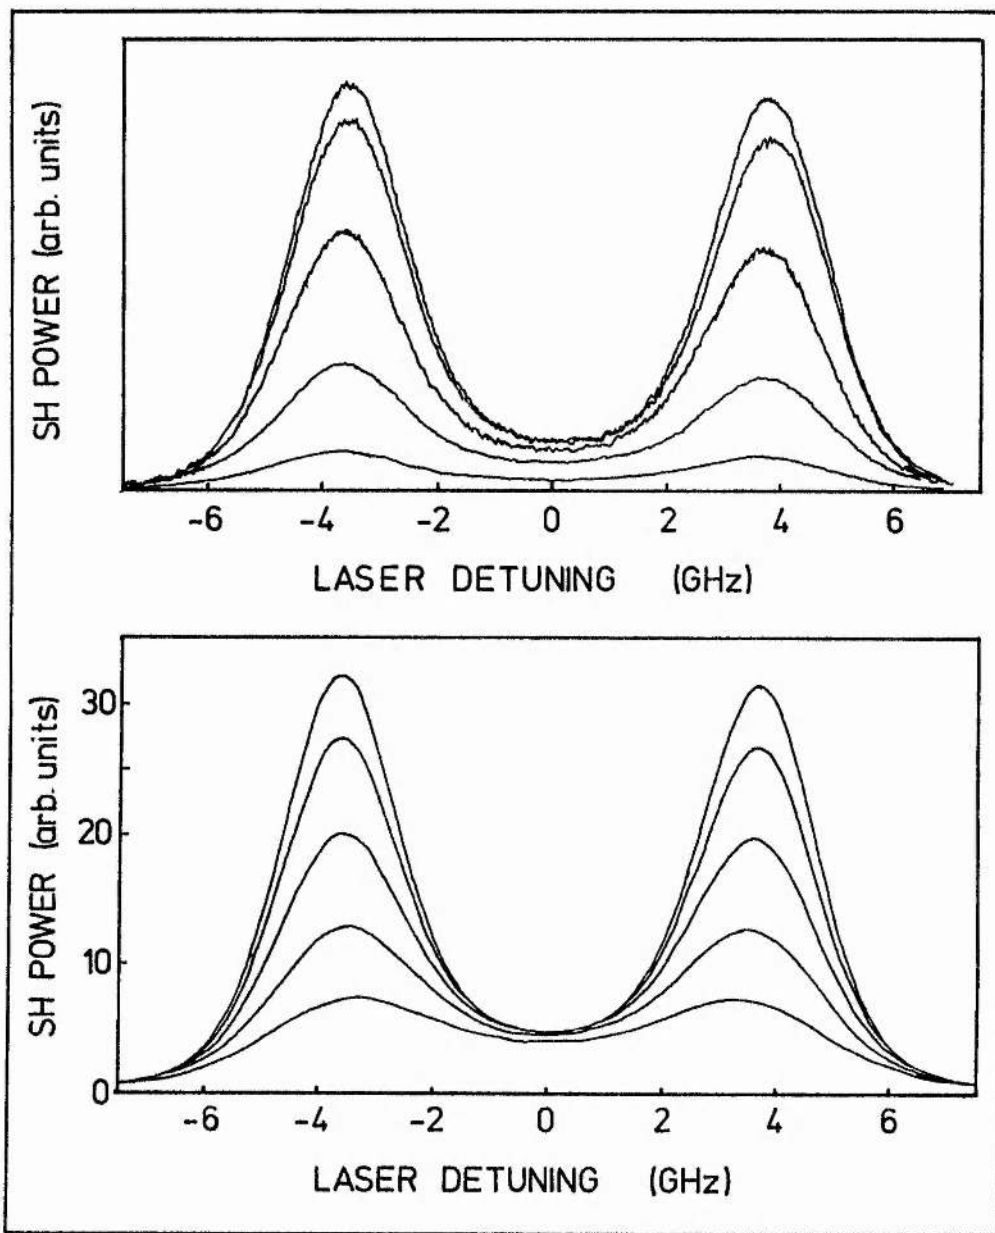 SH POWER (arb. units)
-6 -4 -2 0 2 4 6
LASER DETUNING (GHz)
SH POWER (arb. units)
30
20
10
0
-6 -4 -2 0 2 4 6
LASER DETUNING (GHz)